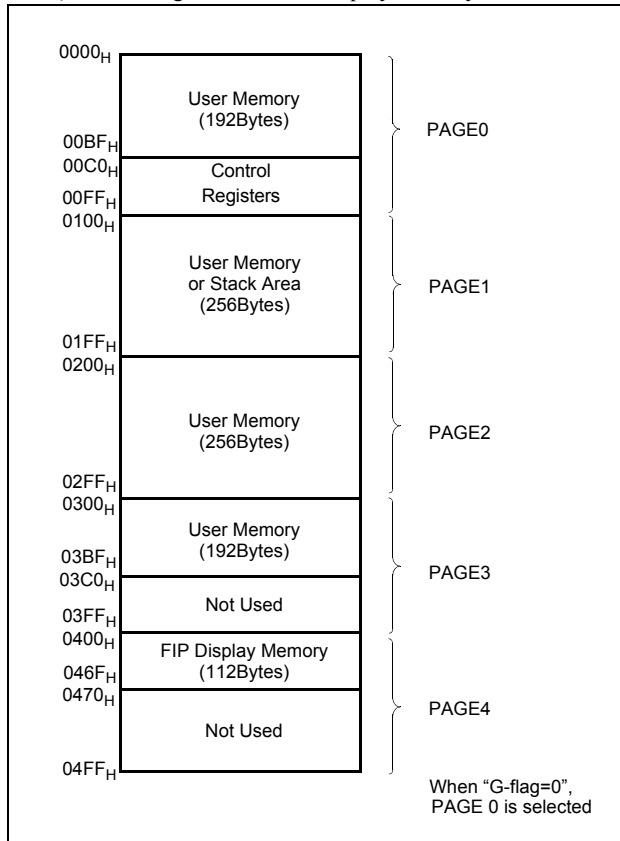 0000H
User Memory
(192Bytes)
PAGE0
00BFH
00C0H
Control
Registers
00FFH
0100H
User Memory
or Stack Area
(256Bytes)
PAGE1
01FFH
0200H
User Memory
(256Bytes)
PAGE2
02FFH
0300H
User Memory
(192Bytes)
03BFH
03C0H
PAGE3
Not Used
03FFH
0400H
FIP Display Memory
(112Bytes)
046FH
0470H
PAGE4
Not Used
04FFH
When “G-flag=0”,
PAGE 0 is selected